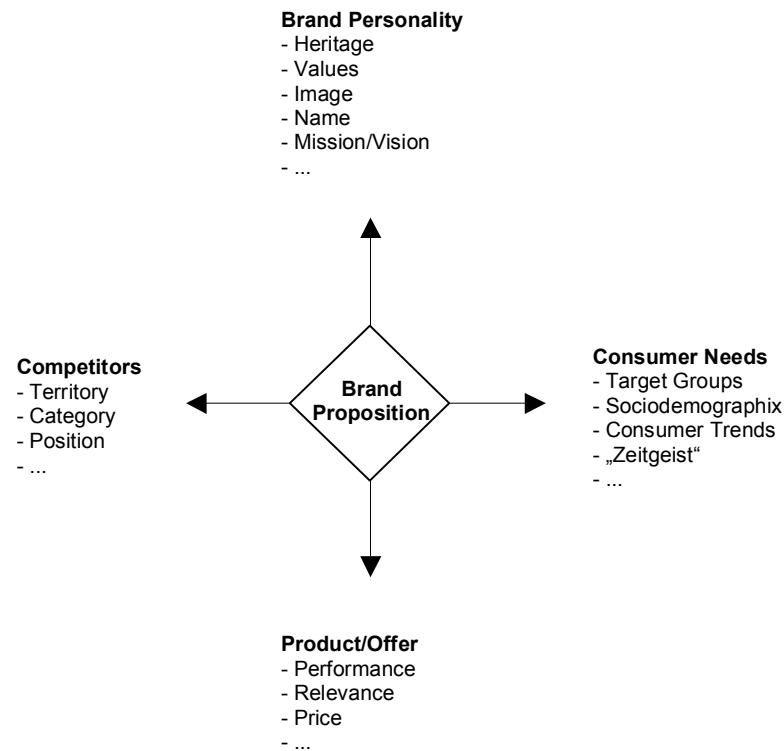 Brand Personality
- Heritage
- Values
- Image
- Name
- Mission/Vision
- ...
Competitors
- Territory
- Category
- Position
- ...
Brand
Proposition
Consumer Needs
- Target Groups
- Sociodemographix
- Consumer Trends
- „Zeitgeist“
- ...
Product/Offer
- Performance
- Relevance
- Price
- ...